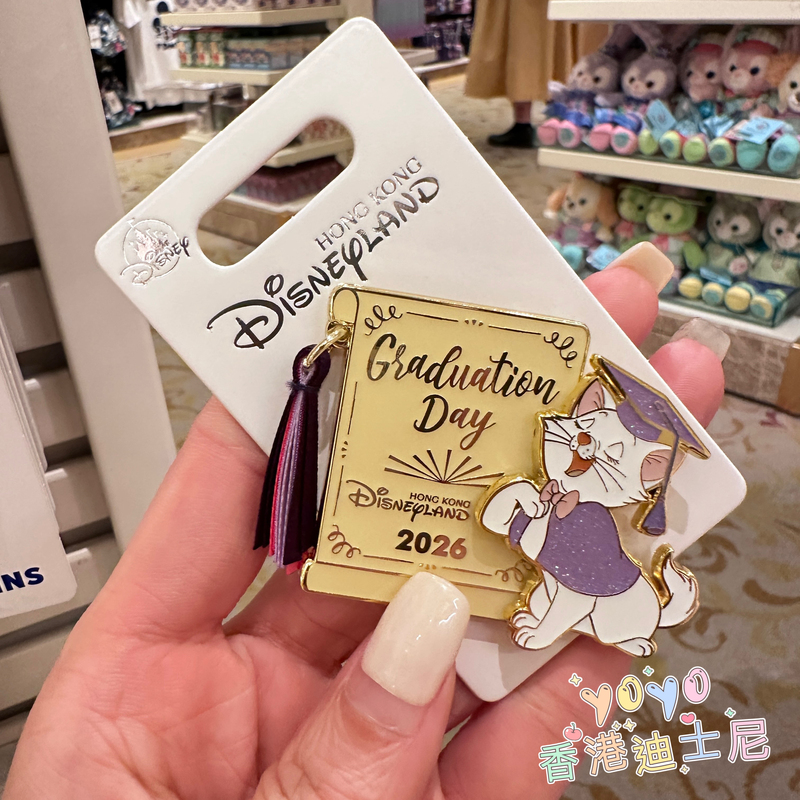 Disney
HONG KONG
DISNEYLAND
Graduation
Day
HONG KONG
DISNEYLAND
2026
INS
YOYO
香港迪士尼